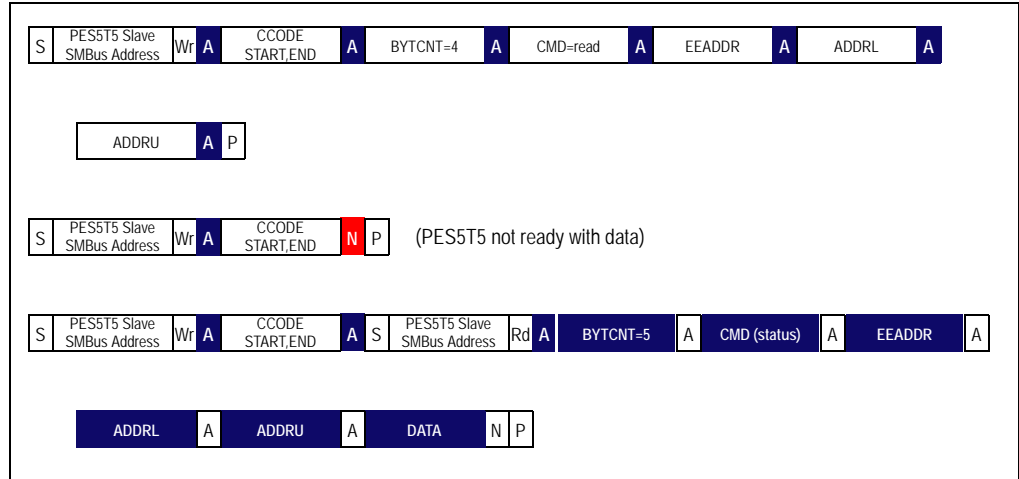 S PES5T5 Slave SMBus Address Wr A CCODE START,END A BYTCNT=4 A CMD=read A EEADDR A ADDRL A
ADDRU A P
S PES5T5 Slave SMBus Address Wr A CCODE START,END N P (PES5T5 not ready with data)
S PES5T5 Slave SMBus Address Wr A CCODE START,END A S PES5T5 Slave SMBus Address Rd A BYTCNT=5 A CMD (status) A EEADDR A
ADDRL A ADDRU A DATA N P